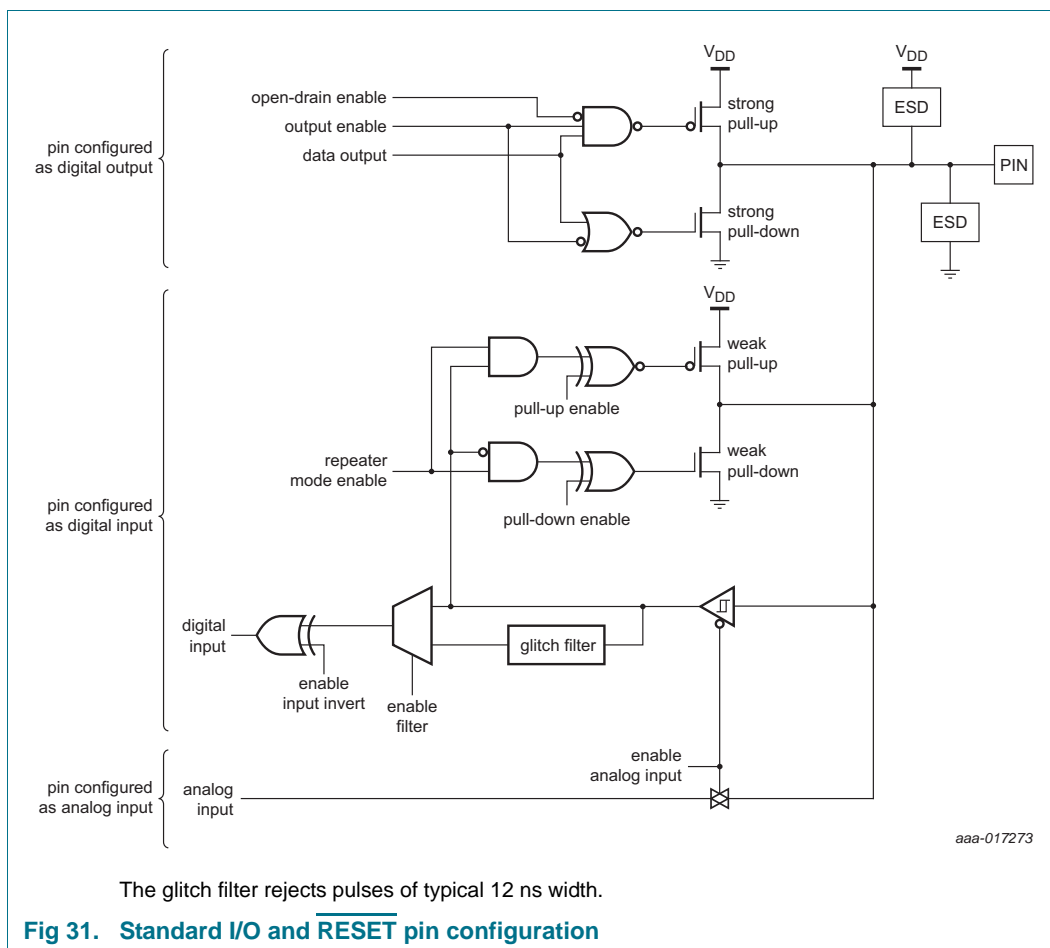 VDD
VDD
open-drain enable
strong
pull-up
ESD
output enable
pin configured
as digital output
data output
PIN
strong
pull-down
ESD
VDD
weak
pull-up
pull-up enable
repeater
mode enable
weak
pull-down
pin configured
as digital input
pull-down enable
digital
input
glitch filter
enable
input invert
enable
filter
enable
analog input
pin configured
as analog input
analog
input
aaa-017273
The glitch filter rejects pulses of typical 12 ns width.
Fig 31. Standard I/O and RESET pin configuration